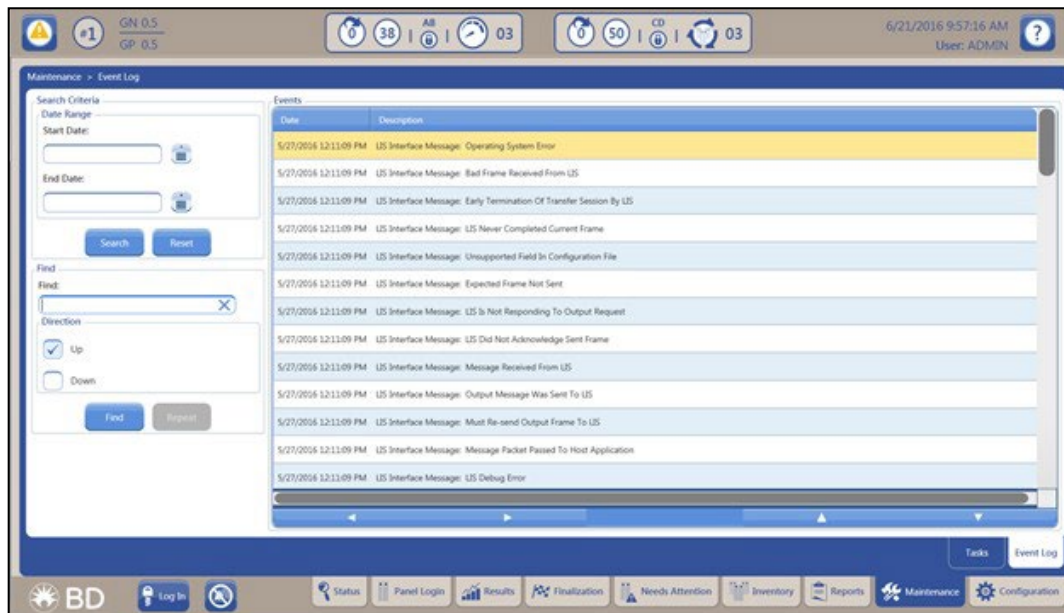 #1
GN 0.5
GP 0.5
0 38 AB 03
0 50 CD 03
6/21/2016 9:57:16 AM
User: ADMIN
?
Maintenance > Event Log
Search Criteria
Date Range
Start Date:
End Date:
Search Reset
Find
Find:
Direction
Up
Down
Find Repeat
Events
Date Description
5/27/2016 12:11:09 PM LIS Interface Message: Operating System Error
5/27/2016 12:11:09 PM LIS Interface Message: Bad Frame Received From LIS
5/27/2016 12:11:09 PM LIS Interface Message: Early Termination Of Transfer Session By LIS
5/27/2016 12:11:09 PM LIS Interface Message: LIS Never Completed Current Frame
5/27/2016 12:11:09 PM LIS Interface Message: Unsupported Field In Configuration File
5/27/2016 12:11:09 PM LIS Interface Message: Expected Frame Not Sent
5/27/2016 12:11:09 PM LIS Interface Message: LIS Is Not Responding To Output Request
5/27/2016 12:11:09 PM LIS Interface Message: LIS Did Not Acknowledge Sent Frame
5/27/2016 12:11:09 PM LIS Interface Message: Message Received From LIS
5/27/2016 12:11:09 PM LIS Interface Message: Output Message Was Sent To LIS
5/27/2016 12:11:09 PM LIS Interface Message: Must Re-send Output Frame To LIS
5/27/2016 12:11:09 PM LIS Interface Message: Message Packet Passed To Host Application
5/27/2016 12:11:09 PM LIS Interface Message: LIS Debug Error
Tasks Event Log
BD Log In Status Panel Login Results Finalization Needs Attention Inventory Reports Maintenance Configuration